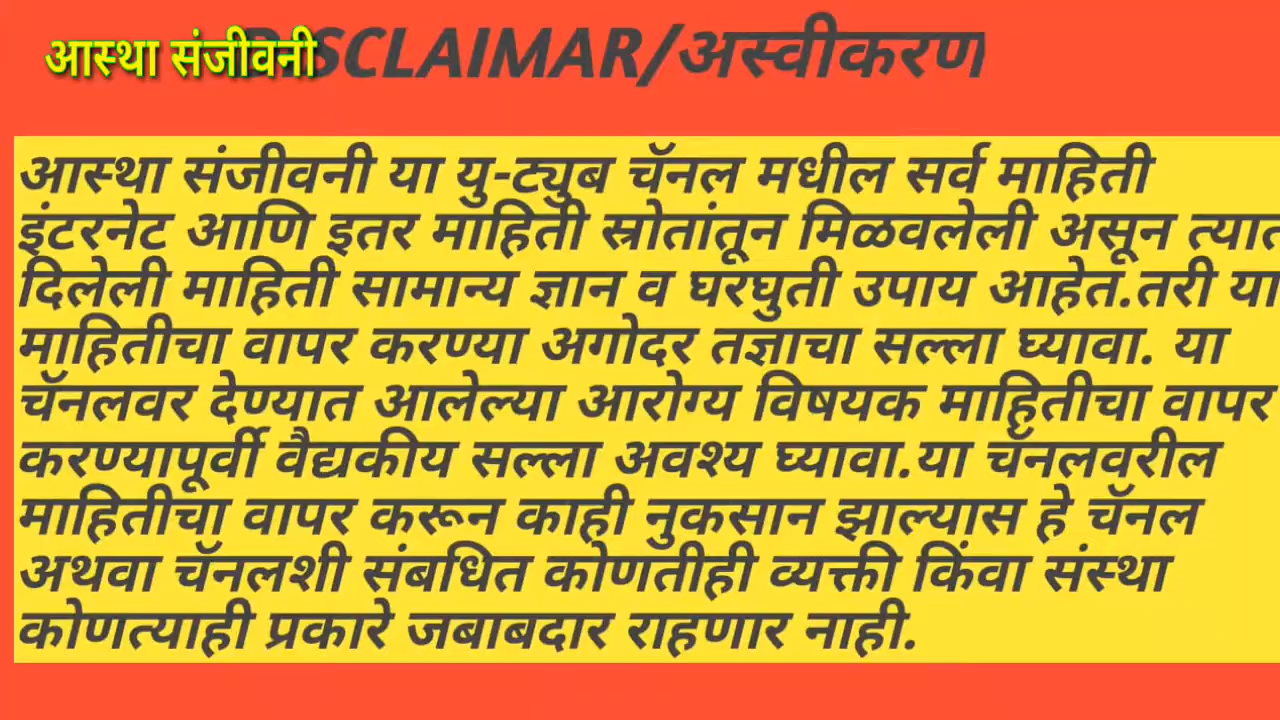 आस्था संजीवनी
DISCLAIMAR/अस्वीकरण
आस्था संजीवनी या यु-ट्युब चॅनल मधील सर्व माहिती
इंटरनेट आणि इतर माहिती स्रोतांतून मिळवलेली असून त्यात
दिलेली माहिती सामान्य ज्ञान व घरघुती उपाय आहेत.तरी या
माहितीचा वापर करण्या अगोदर तज्ञाचा सल्ला घ्यावा. या
चॅनलवर देण्यात आलेल्या आरोग्य विषयक माहितीचा वापर
करण्यापूर्वी वैद्यकीय सल्ला अवश्य घ्यावा.या चॅनलवरील
माहितीचा वापर करून काही नुकसान झाल्यास हे चॅनल
अथवा चॅनलशी संबधित कोणतीही व्यक्ती किंवा संस्था
कोणत्याही प्रकारे जबाबदार राहणार नाही.